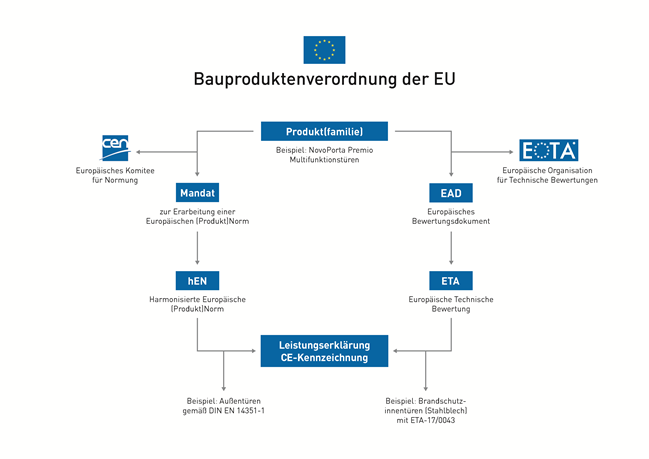 Bauproduktenverordnung der EU
Produkt(familie)
Beispiel: NovoPorta Premio
Multifunktionstüren
cen
Europäisches Komitee
für Normung
EOTA
Europäische Organisation
für Technische Bewertungen
Mandat
zur Erarbeitung einer
Europäischen (Produkt)Norm
EAD
Europäisches
Bewertungsdokument
hEN
Harmonisierte Europäische
(Produkt)Norm
ETA
Europäische Technische
Bewertung
Leistungserklärung
CE-Kennzeichnung
Beispiel: Außentüren
gemäß DIN EN 14351-1
Beispiel: Brandschutz-
innentüren (Stahlblech)
mit ETA-17/0043